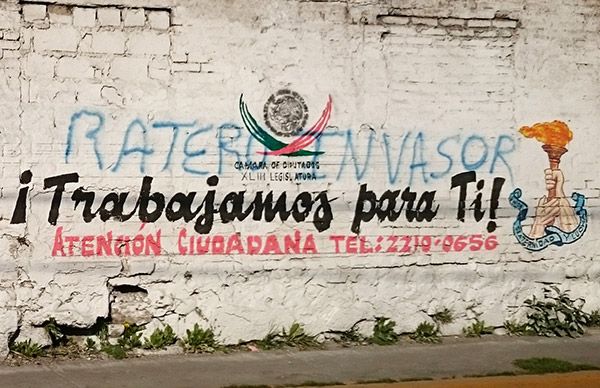 RATERO INVASOR
CAMARA DE DIPUTADOS
XLIII LEGISLATURA
¡Trabajamos para Ti!
ATENCIÓN CIUDADANA TEL:2210-0656